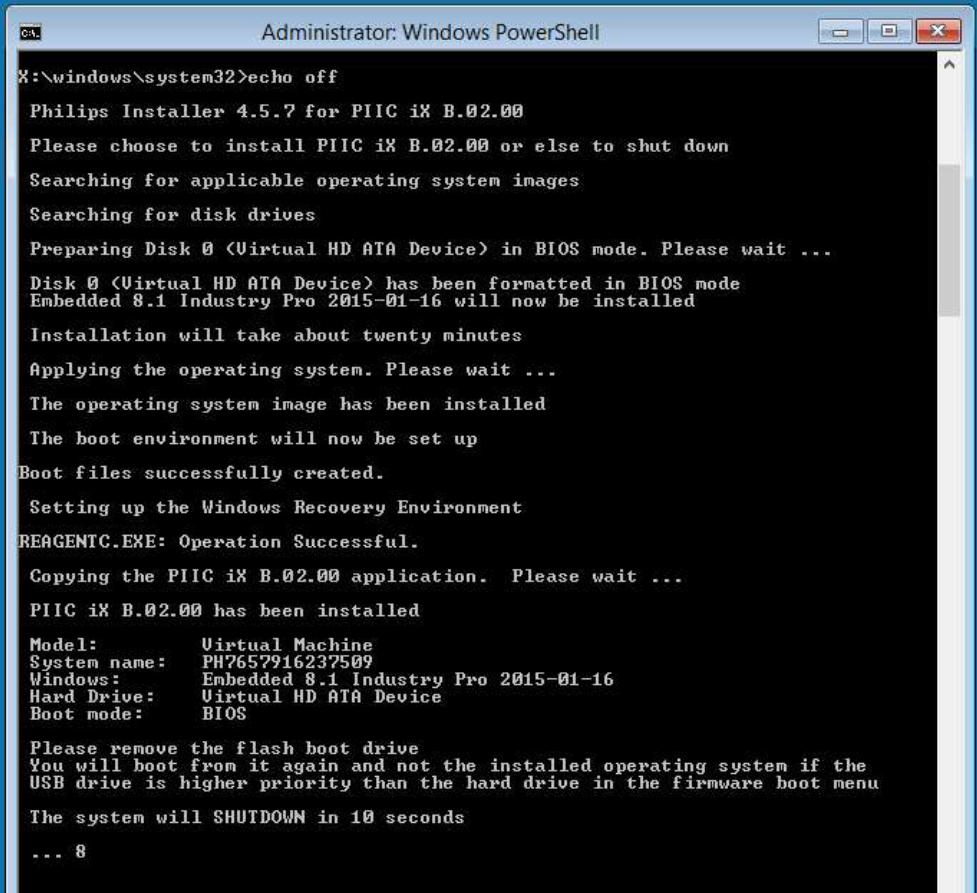 Administrator: Windows PowerShell
X:\windows\system32>echo off
Philips Installer 4.5.7 for PIIC iX B.02.00
Please choose to install PIIC iX B.02.00 or else to shut down
Searching for applicable operating system images
Searching for disk drives
Preparing Disk 0 (Virtual HD ATA Device) in BIOS mode. Please wait ...
Disk 0 (Virtual HD ATA Device) has been formatted in BIOS mode
Embedded 8.1 Industry Pro 2015-01-16 will now be installed
Installation will take about twenty minutes
Applying the operating system. Please wait ...
The operating system image has been installed
The boot environment will now be set up
Boot files successfully created.
Setting up the Windows Recovery Environment
REAGENTC.EXE: Operation Successful.
Copying the PIIC iX B.02.00 application.  Please wait ...
PIIC iX B.02.00 has been installed
Model: Virtual Machine
System name: PH7657916237509
Windows: Embedded 8.1 Industry Pro 2015-01-16
Hard Drive: Virtual HD ATA Device
Boot mode: BIOS
Please remove the flash boot drive
You will boot from it again and not the installed operating system if the
USB drive is higher priority than the hard drive in the firmware boot menu
The system will SHUTDOWN in 10 seconds
... 8